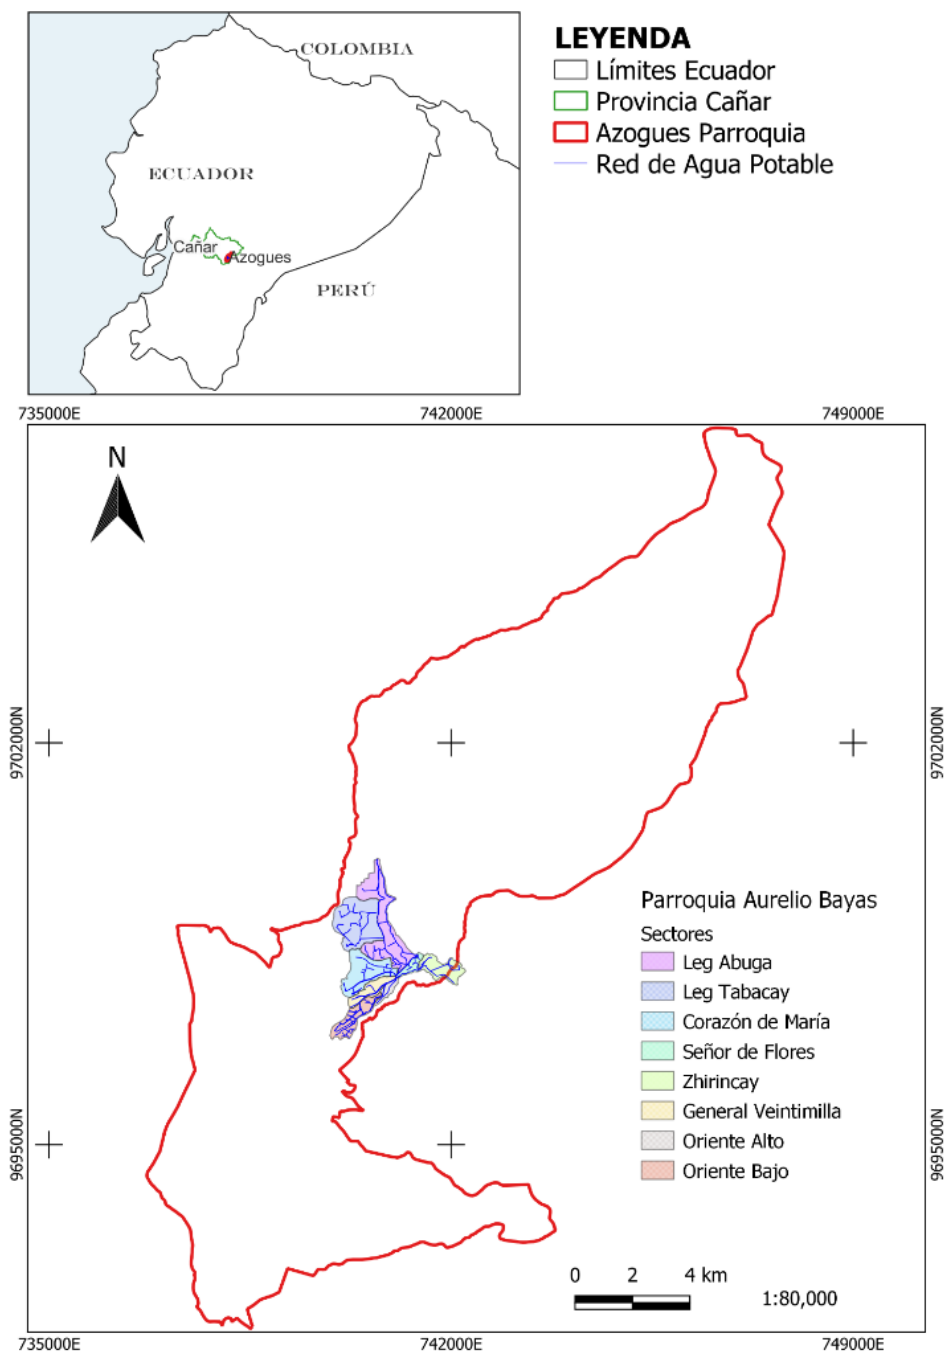 COLOMBIA
ECUADOR
Cañar
Azogues
PERÚ
LEYENDA
Límites Ecuador
Provincia Cañar
Azogues Parroquia
Red de Agua Potable
735000E 742000E 749000E
N
9702000N 9702000N
9695000N 9695000N
Parroquia Aurelio Bayas
Sectores
Leg Abuga
Leg Tabacay
Corazón de María
Señor de Flores
Zhirincay
General Veintimilla
Oriente Alto
Oriente Bajo
0 2 4 km
1:80,000
735000E 742000E 749000E